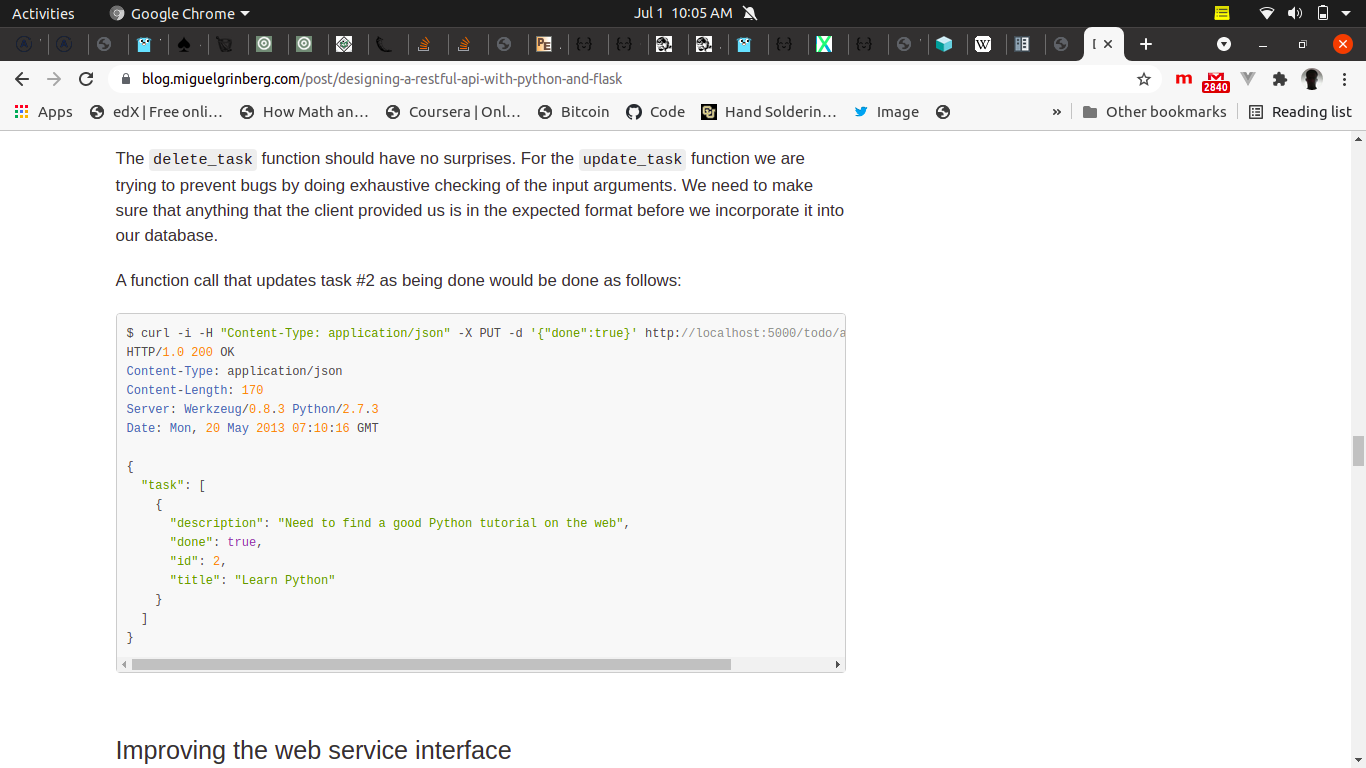 Activities Google Chrome Jul 1 10:05 AM
blog.miguelgrinberg.com/post/designing-a-restful-api-with-python-and-flask
2840
Apps edX | Free onli… How Math an… Coursera | Onl… Bitcoin Code Hand Solderin… Image » Other bookmarks Reading list
The delete_task function should have no surprises. For the update_task function we are
trying to prevent bugs by doing exhaustive checking of the input arguments. We need to make
sure that anything that the client provided us is in the expected format before we incorporate it into
our database.
A function call that updates task #2 as being done would be done as follows:
$ curl -i -H "Content-Type: application/json" -X PUT -d '{"done":true}' http://localhost:5000/todo/a
HTTP/1.0 200 OK
Content-Type: application/json
Content-Length: 170
Server: Werkzeug/0.8.3 Python/2.7.3
Date: Mon, 20 May 2013 07:10:16 GMT
{
"task": [
{
"description": "Need to find a good Python tutorial on the web",
"done": true,
"id": 2,
"title": "Learn Python"
}
]
}
Improving the web service interface